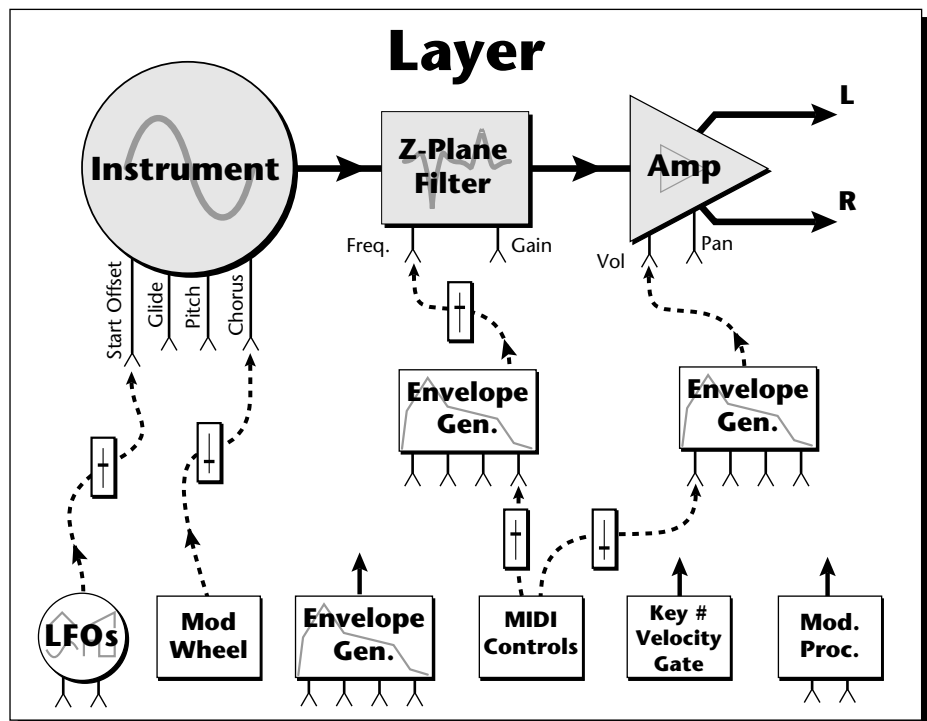 Layer
L
Instrument
Z-Plane
Filter
Amp
R
Freq.
Gain
Vol
Pan
Start Offset
Glide
Pitch
Chorus
Envelope
Gen.
Envelope
Gen.
LFOs
Mod
Wheel
Envelope
Gen.
MIDI
Controls
Key #
Velocity
Gate
Mod.
Proc.